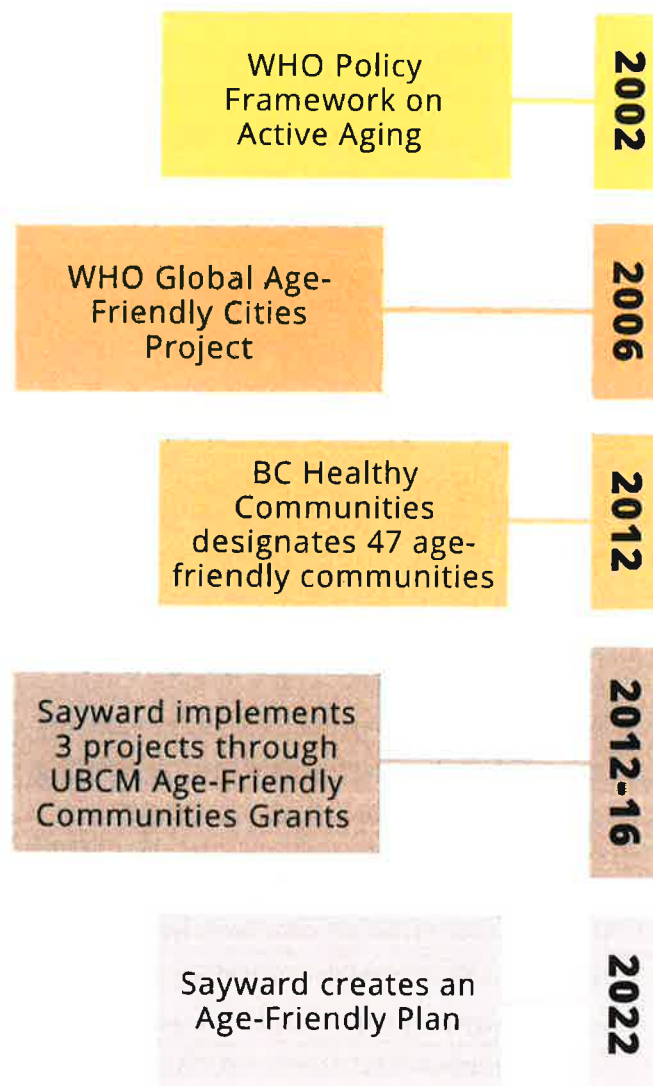 WHO Policy
Framework on
Active Aging
2002
WHO Global Age-
Friendly Cities
Project
2006
BC Healthy
Communities
designates 47 age-
friendly communities
2012
Sayward implements
3 projects through
UBCM Age-Friendly
Communities Grants
2012-16
Sayward creates an
Age-Friendly Plan
2022